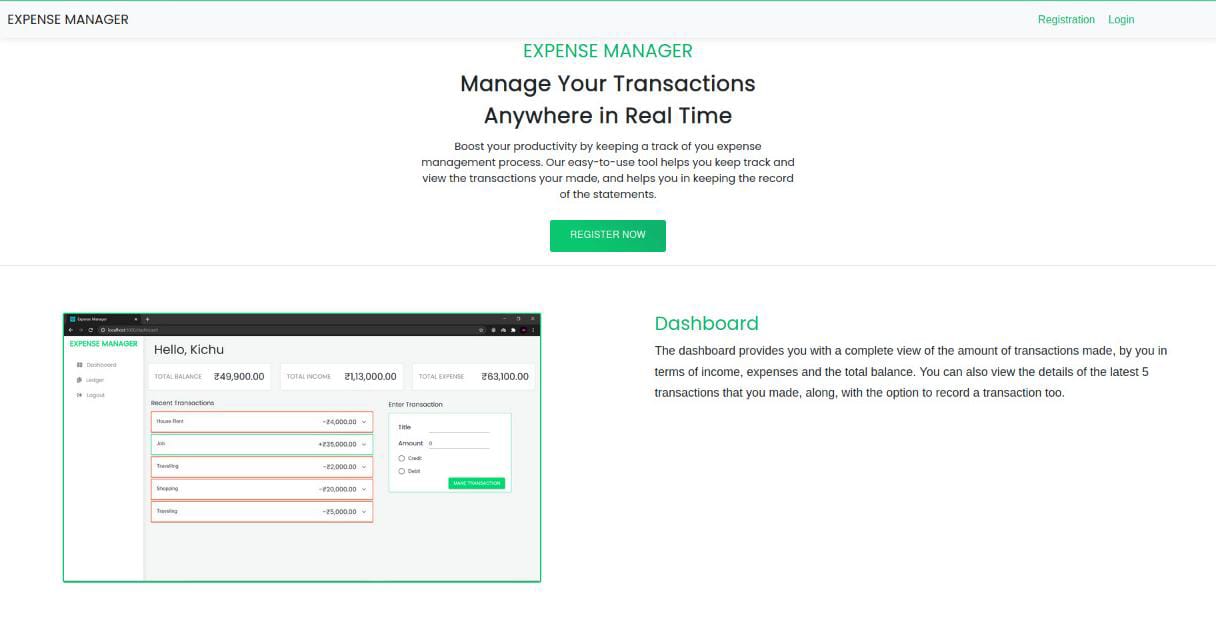 EXPENSE MANAGER
Registration Login
EXPENSE MANAGER
Manage Your Transactions
Anywhere in Real Time
Boost your productivity by keeping a track of you expense
management process. Our easy-to-use tool helps you keep track and
view the transactions your made, and helps you in keeping the record
of the statements.
REGISTER NOW
Expense Manager
localhost:3000/dashboard
EXPENSE MANAGER
Dashboard
Ledger
Logout
Hello, Kichu
TOTAL BALANCE ₹49,900.00
TOTAL INCOME ₹1,13,000.00
TOTAL EXPENSE ₹63,100.00
Recent Transactions
House Rent -₹4,000.00
Job +₹35,000.00
Travelling -₹2,000.00
Shopping -₹20,000.00
Traveling -₹5,000.00
Enter Transaction
Title
Amount 0
Credit
Debit
MAKE TRANSACTION
Dashboard
The dashboard provides you with a complete view of the amount of transactions made, by you in
terms of income, expenses and the total balance. You can also view the details of the latest 5
transactions that you made, along, with the option to record a transaction too.